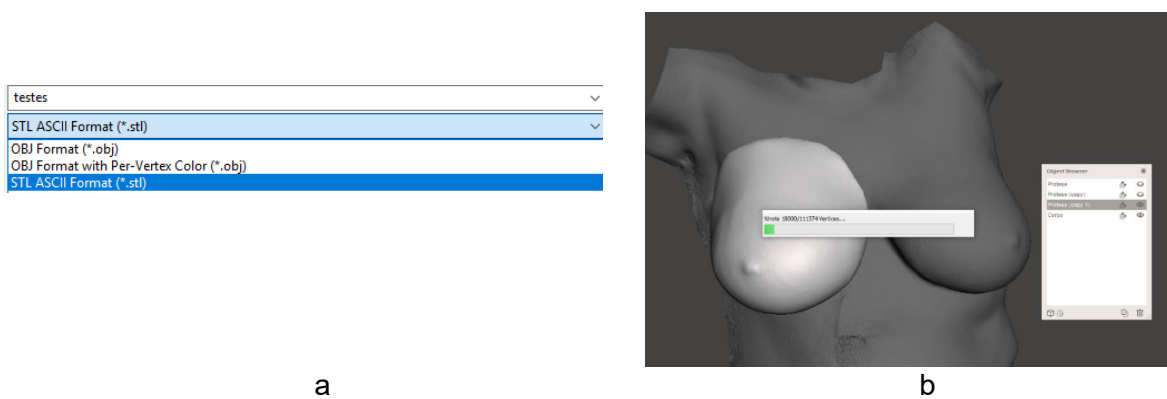 testes
STL ASCII Format (*.stl)
OBJ Format (*.obj)
OBJ Format with Per-Vertex Color (*.obj)
STL ASCII Format (*.stl)
Wrote 18000/111374 Vertices...
Object Browser
Protese
Protese (copy)
Protese (copy 1)
Corpo
a
b